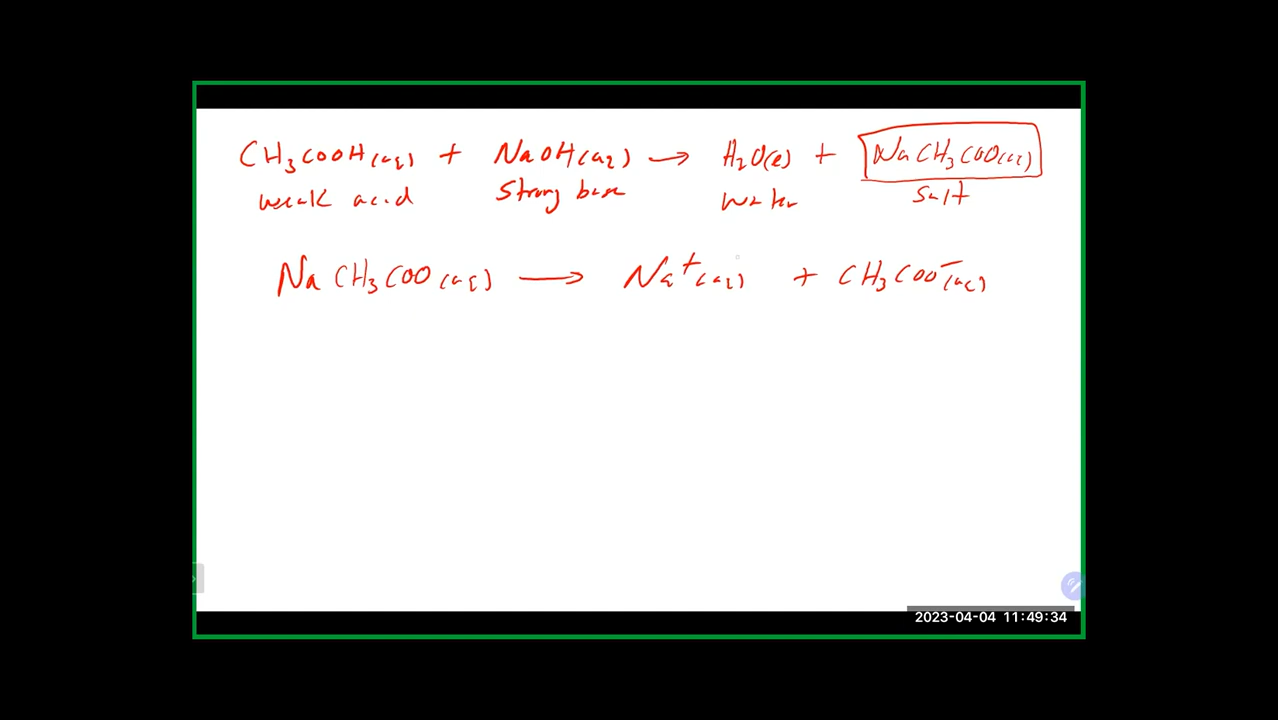 CH₃COOH(aq) + NaOH(aq) → H₂O(l) + NaCH₃COO(aq)
weak acid strong base water salt
NaCH₃COO(aq) → Na⁺(aq) + CH₃COO⁻(aq)
2023-04-04 11:49:34